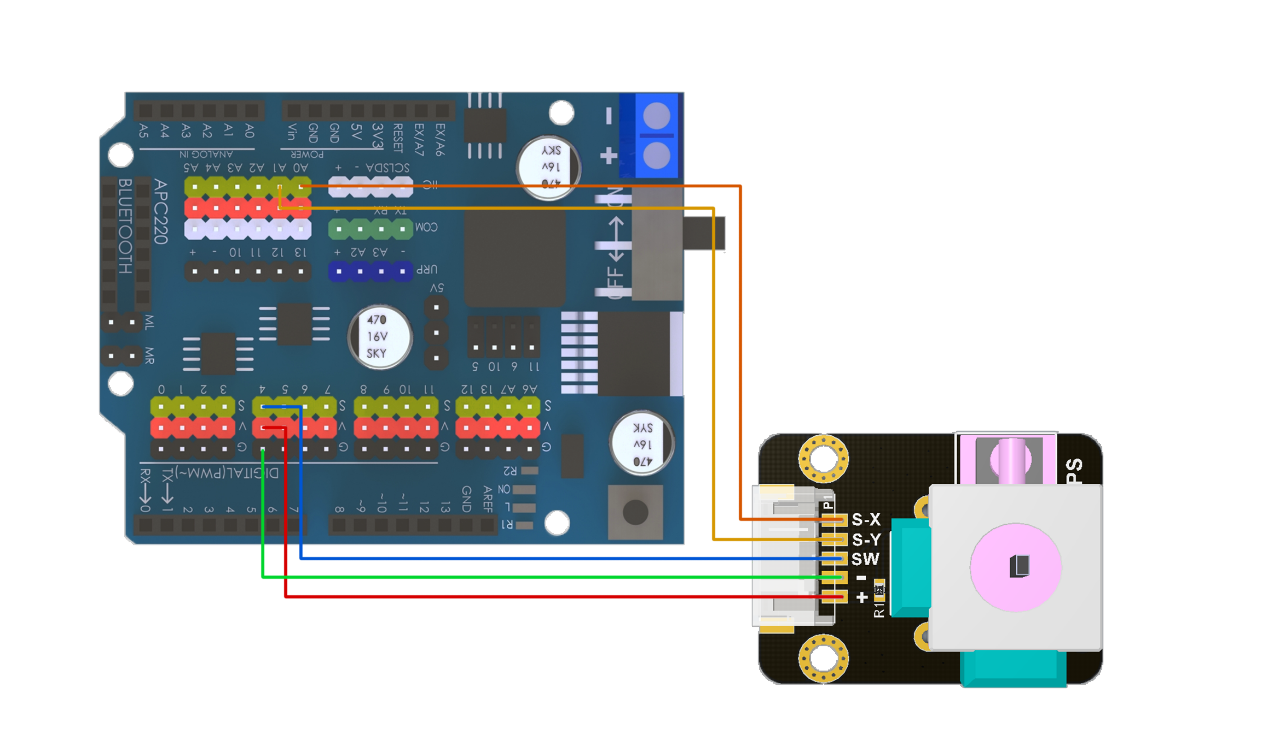 A5 A4 A3 A2 A1 A0 Vin GND GND 5V 3V3 RESET EX/A7 EX/A6
ANALOG IN POWER
- +
470 16v SKY
A5 A4 A3 A2 A1 A0 + - SDA SCL
IIC
BLUETOOTH APC220
+ - RX TX
COM
+ - 10 11 12 13 + A2 A3 -
URP
ON OFF
5V
ML
MR
470
16V
SKY
5 10 6 11
0 1 2 3 4 5 6 7 8 9 10 11 12 13 A7 A6
S S S S
V V V V
G G G G
470 16v SYK
DIGITAL(PWM~)
RX TX
0 1 2 3 4 5 6 7 8 ~9 ~10 ~11 12 13 GND AREF
R2
ON
L
R1
P1
S-X
S-Y
SW
-
+
R1
PS